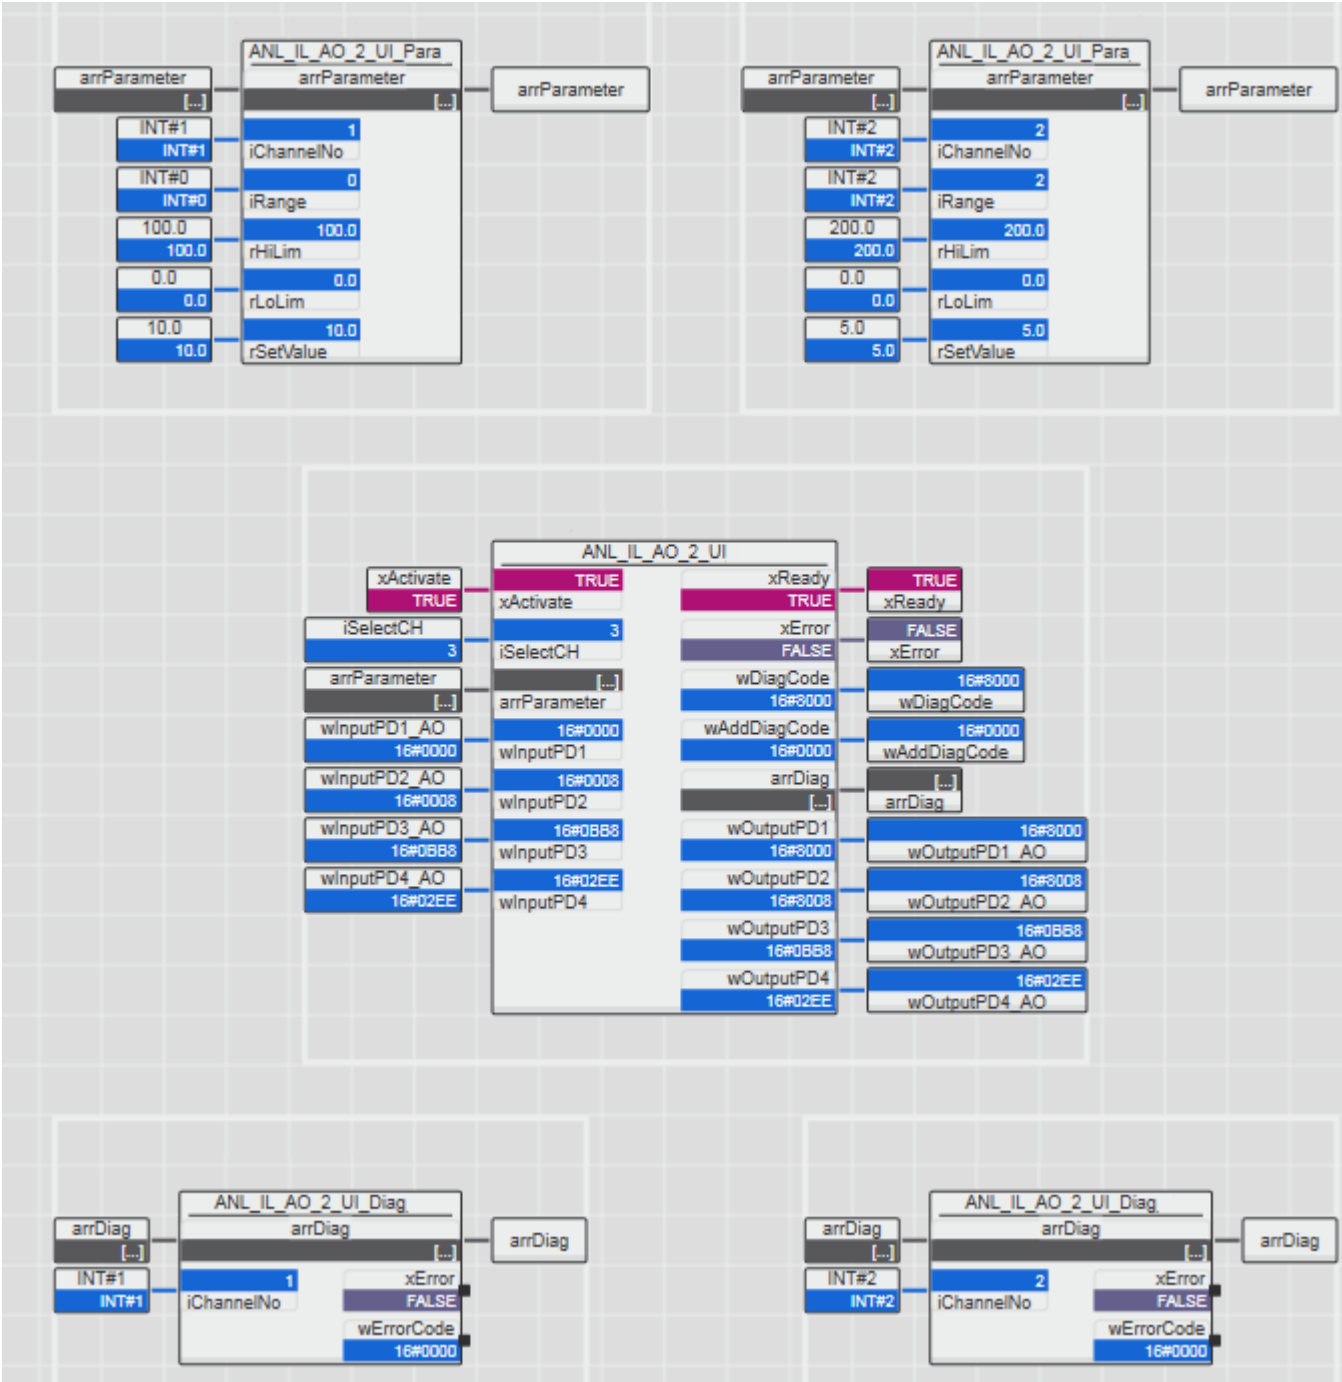 ANL_IL_AO_2_UI_Para
arrParameter
[...]
arrParameter
[...]
arrParameter
INT#1
INT#1
1
iChannelNo
INT#0
INT#0
0
iRange
100.0
100.0
100.0
rHiLim
0.0
0.0
0.0
rLoLim
10.0
10.0
10.0
rSetValue
ANL_IL_AO_2_UI_Para
arrParameter
[...]
arrParameter
[...]
arrParameter
INT#2
INT#2
2
iChannelNo
INT#2
INT#2
2
iRange
200.0
200.0
200.0
rHiLim
0.0
0.0
0.0
rLoLim
5.0
5.0
5.0
rSetValue
ANL_IL_AO_2_UI
xActivate
TRUE
TRUE
xActivate
xReady
TRUE
TRUE
xReady
iSelectCH
3
3
iSelectCH
xError
FALSE
FALSE
xError
arrParameter
[...]
[...]
arrParameter
wDiagCode
16#8000
16#8000
wDiagCode
wInputPD1_AO
16#0000
16#0000
wInputPD1
wAddDiagCode
16#0000
16#0000
wAddDiagCode
wInputPD2_AO
16#0008
16#0008
wInputPD2
arrDiag
[...]
[...]
arrDiag
wInputPD3_AO
16#0BB8
16#0BB8
wInputPD3
wOutputPD1
16#8000
16#8000
wOutputPD1_AO
wInputPD4_AO
16#02EE
16#02EE
wInputPD4
wOutputPD2
16#8008
16#8008
wOutputPD2_AO
wOutputPD3
16#0BB8
16#0BB8
wOutputPD3_AO
wOutputPD4
16#02EE
16#02EE
wOutputPD4_AO
ANL_IL_AO_2_UI_Diag
arrDiag
[...]
arrDiag
[...]
arrDiag
INT#1
INT#1
1
iChannelNo
xError
FALSE
wErrorCode
16#0000
ANL_IL_AO_2_UI_Diag
arrDiag
[...]
arrDiag
[...]
arrDiag
INT#2
INT#2
2
iChannelNo
xError
FALSE
wErrorCode
16#0000